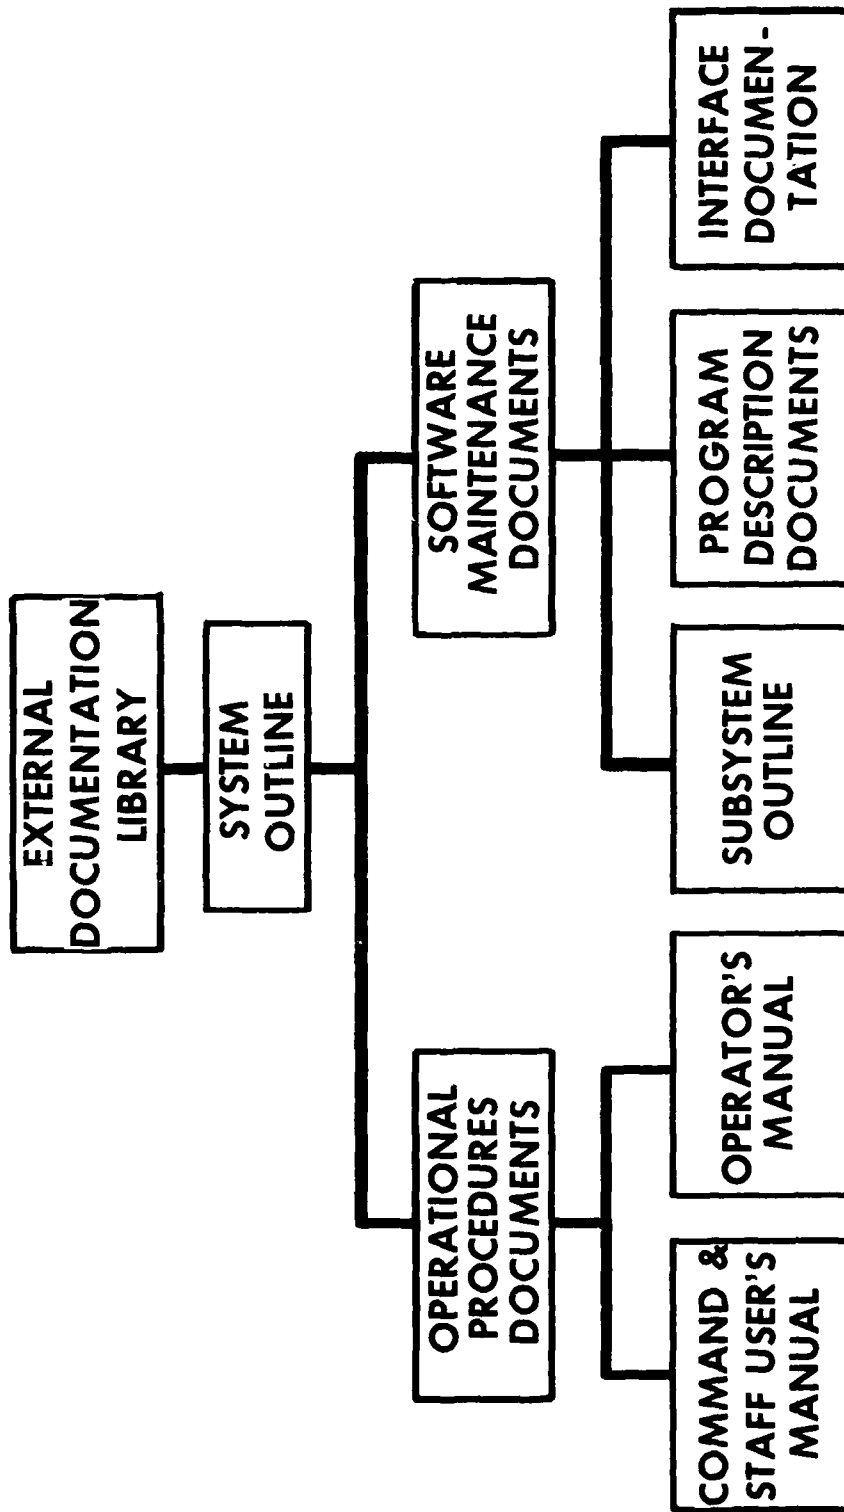 EXTERNAL
DOCUMENTATION
LIBRARY
SYSTEM
OUTLINE
OPERATIONAL
PROCEDURES
DOCUMENTS
SOFTWARE
MAINTENANCE
DOCUMENTS
COMMAND &
STAFF USER'S
MANUAL
OPERATOR'S
MANUAL
SUBSYSTEM
OUTLINE
PROGRAM
DESCRIPTION
DOCUMENTS
INTERFACE
DOCUMEN-
TATION